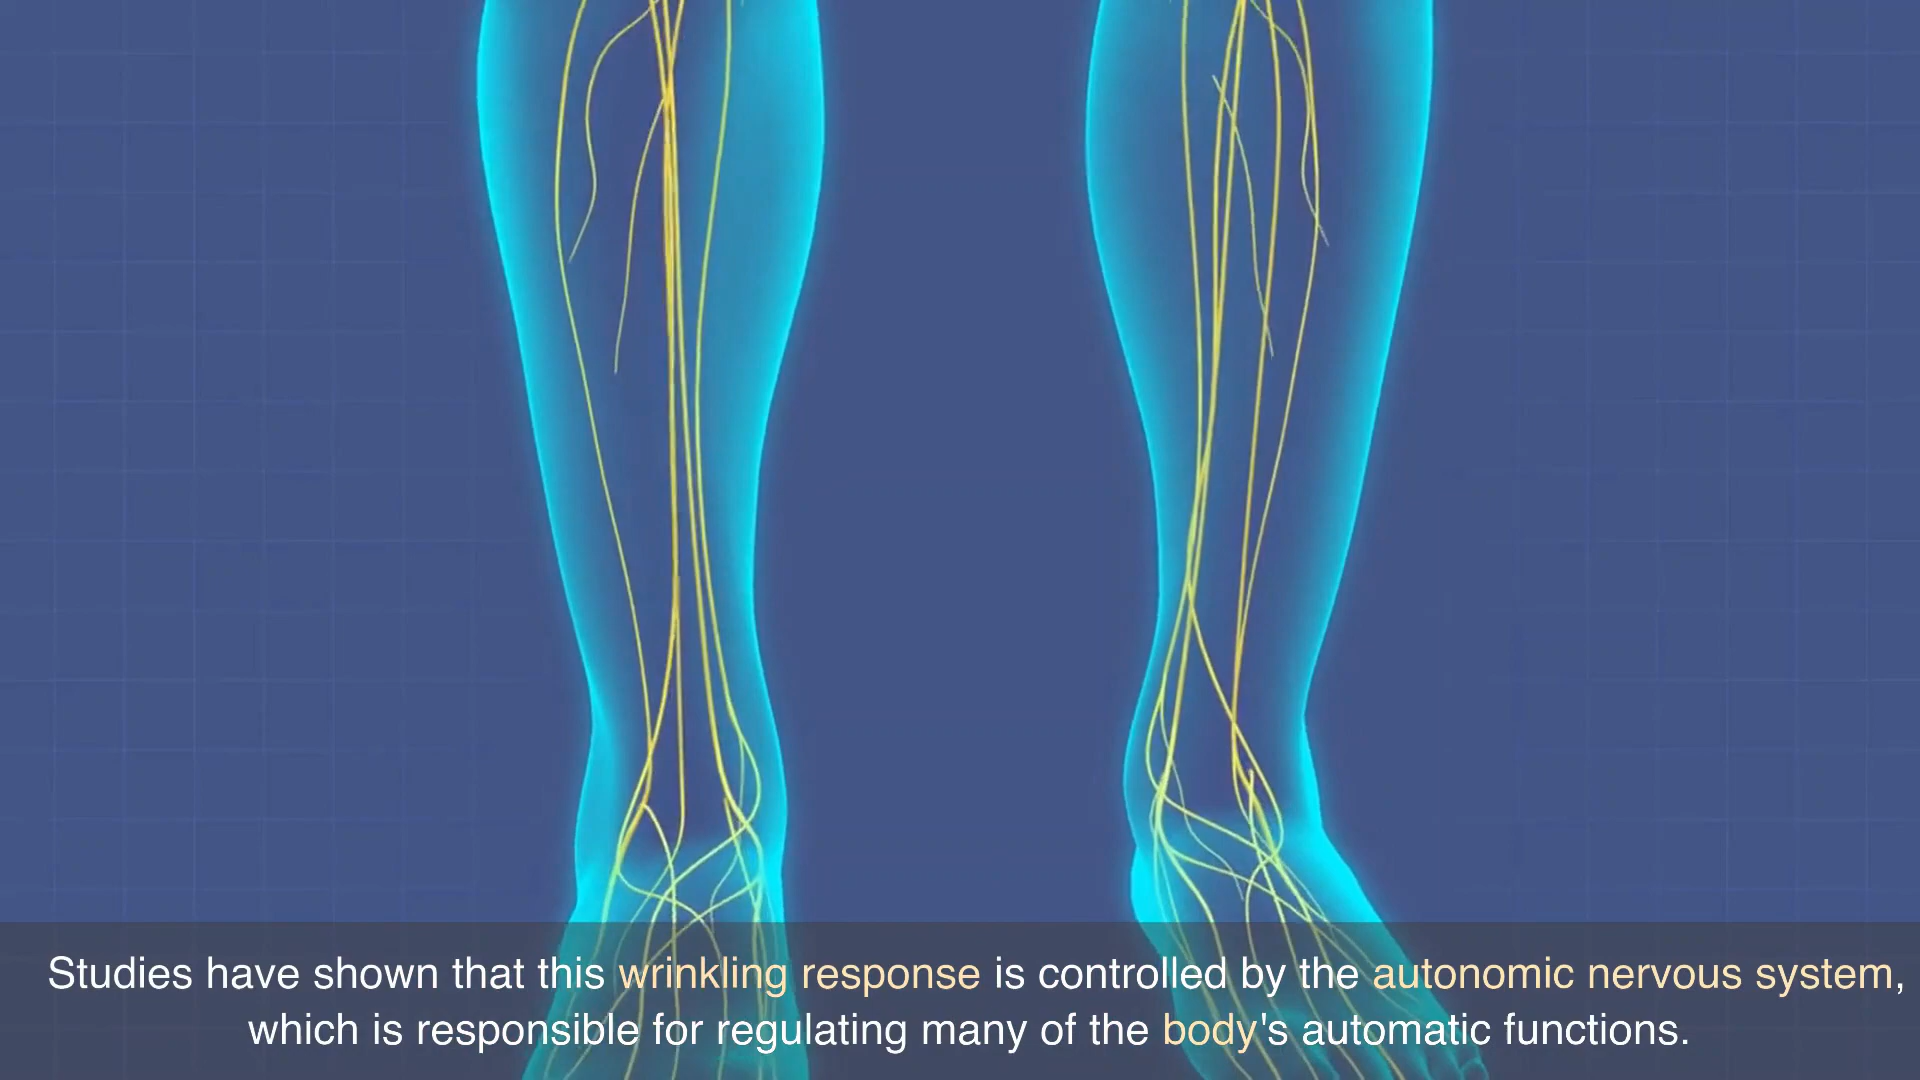 Studies have shown that this wrinkling response is controlled by the autonomic nervous system,
which is responsible for regulating many of the body's automatic functions.